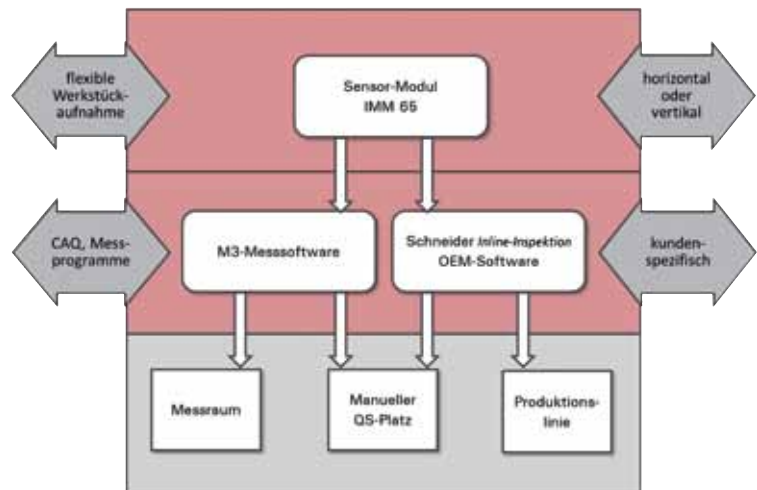 flexible
Werkstück-
aufnahme
Sensor-Modul
IMM 65
horizontal
oder
vertikal
CAQ, Mess-
programme
M3-Messsoftware
Schneider Inline-Inspektion
OEM-Software
kunden-
spezifisch
Messraum
Manueller
QS-Platz
Produktions-
linie